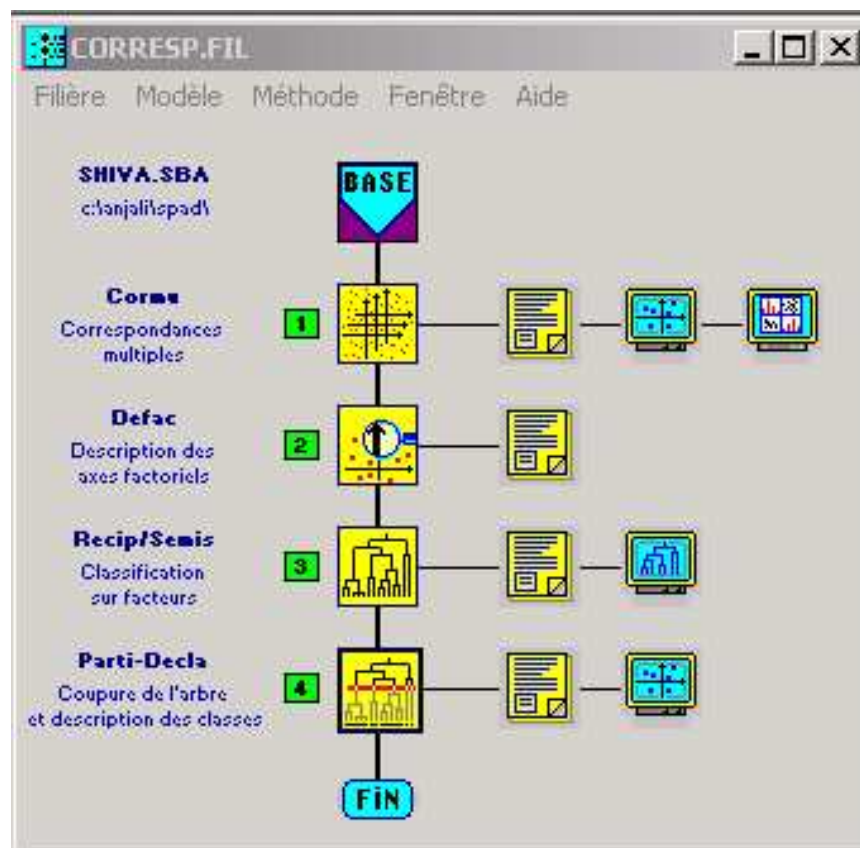 CORRESP.FIL
Filière Modèle Méthode Fenêtre Aide
SHIVA.SBA
c:\anjali\spad\
BASE
Cormu
Correspondances
multiples
1
Defac
Description des
axes factoriels
2
Recip/Semis
Classification
sur facteurs
3
Parti-Decla
Coupure de l'arbre
et description des classes
4
FiN